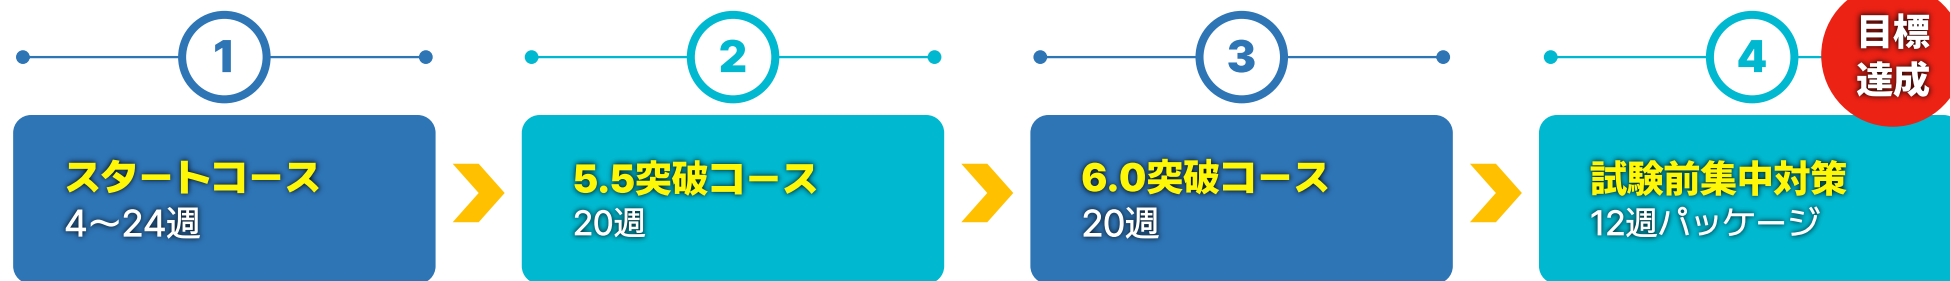 1
スタートコース
4〜24週
2
5.5突破コース
20週
3
6.0突破コース
20週
4
目標
達成
試験前集中対策
12週パッケージ